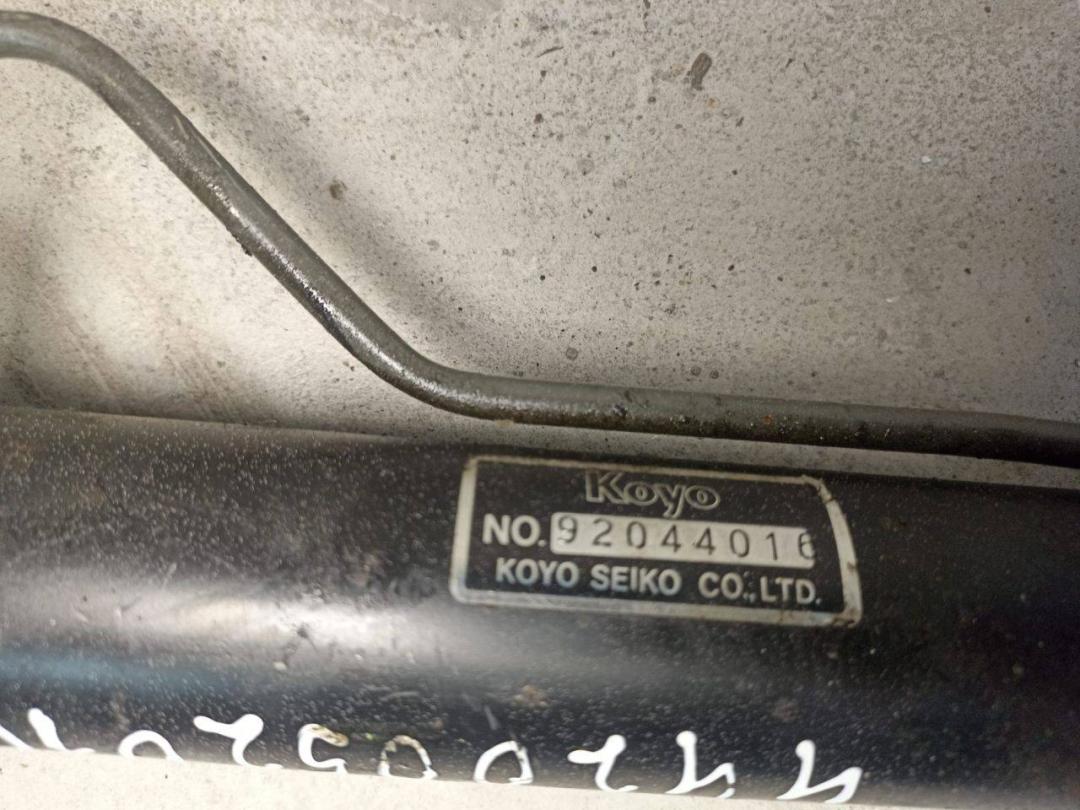 Koyo
NO. 92044016
KOYO SEIKO CO., LTD.